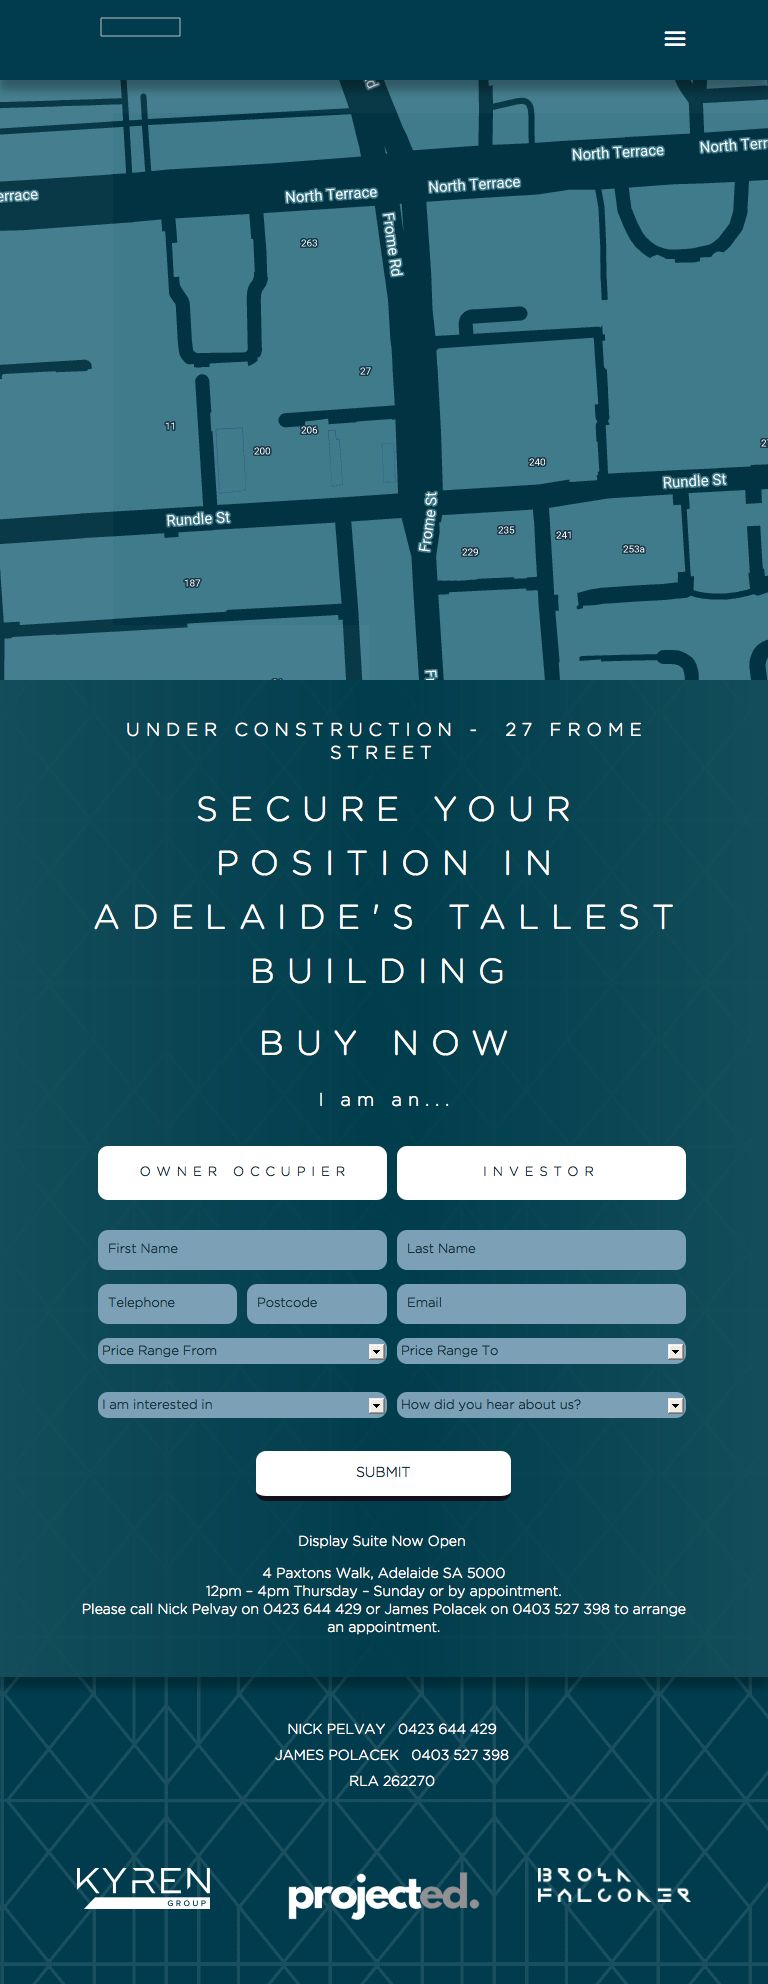 Rd
North Terrace
North Terr
North Terrace
North Terrace
errace
Frome Rd
263
27
11
206
200
240
Rundle St
Rundle St
Frome St
235
241
229
253a
187
UNDER CONSTRUCTION - 27 FROME
STREET
SECURE YOUR
POSITION IN
ADELAIDE'S TALLEST
BUILDING
BUY NOW
I am an...
OWNER OCCUPIER INVESTOR
First Name Last Name
Telephone Postcode Email
Price Range From Price Range To
I am interested in How did you hear about us?
SUBMIT
Display Suite Now Open
4 Paxtons Walk, Adelaide SA 5000
12pm – 4pm Thursday – Sunday or by appointment.
Please call Nick Pelvay on 0423 644 429 or James Polacek on 0403 527 398 to arrange
an appointment.
NICK PELVAY 0423 644 429
JAMES POLACEK 0403 527 398
RLA 262270
KYREN
GROUP
projected.
BROWN
FALCONER